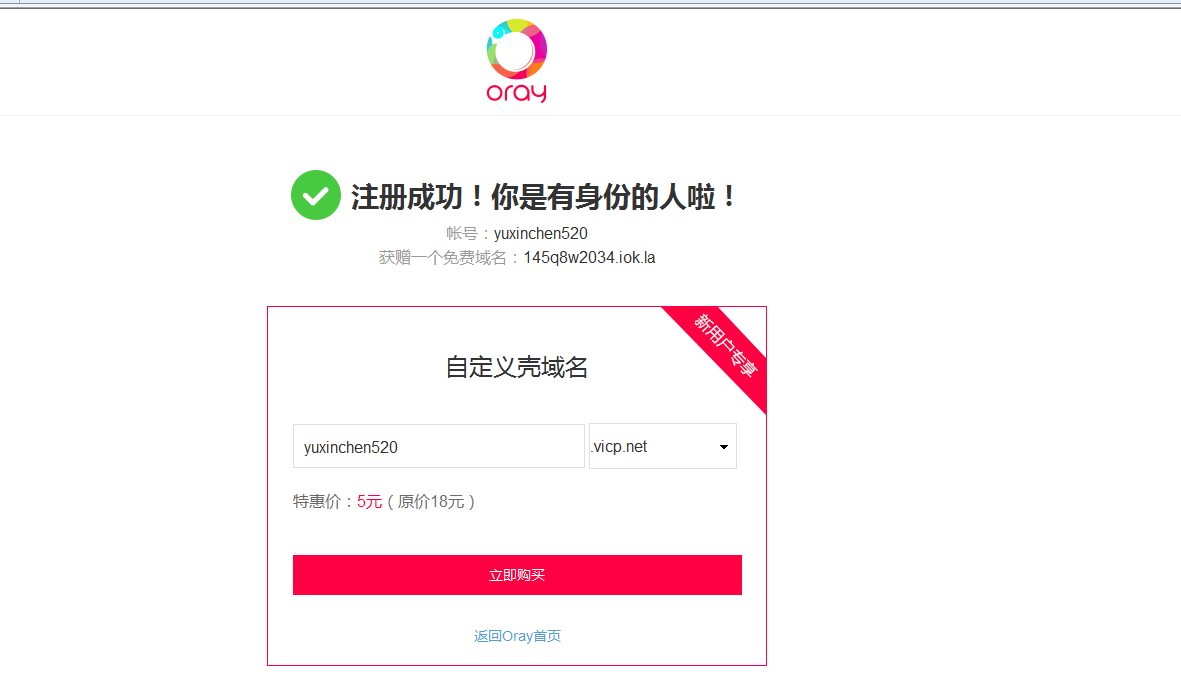 oray
注册成功！你是有身份的人啦！
帐号：yuxinchen520
获赠一个免费域名：145q8w2034.iok.la
新用户专享
自定义壳域名
yuxinchen520 .vicp.net
特惠价：5元（原价18元）
立即购买
返回Oray首页